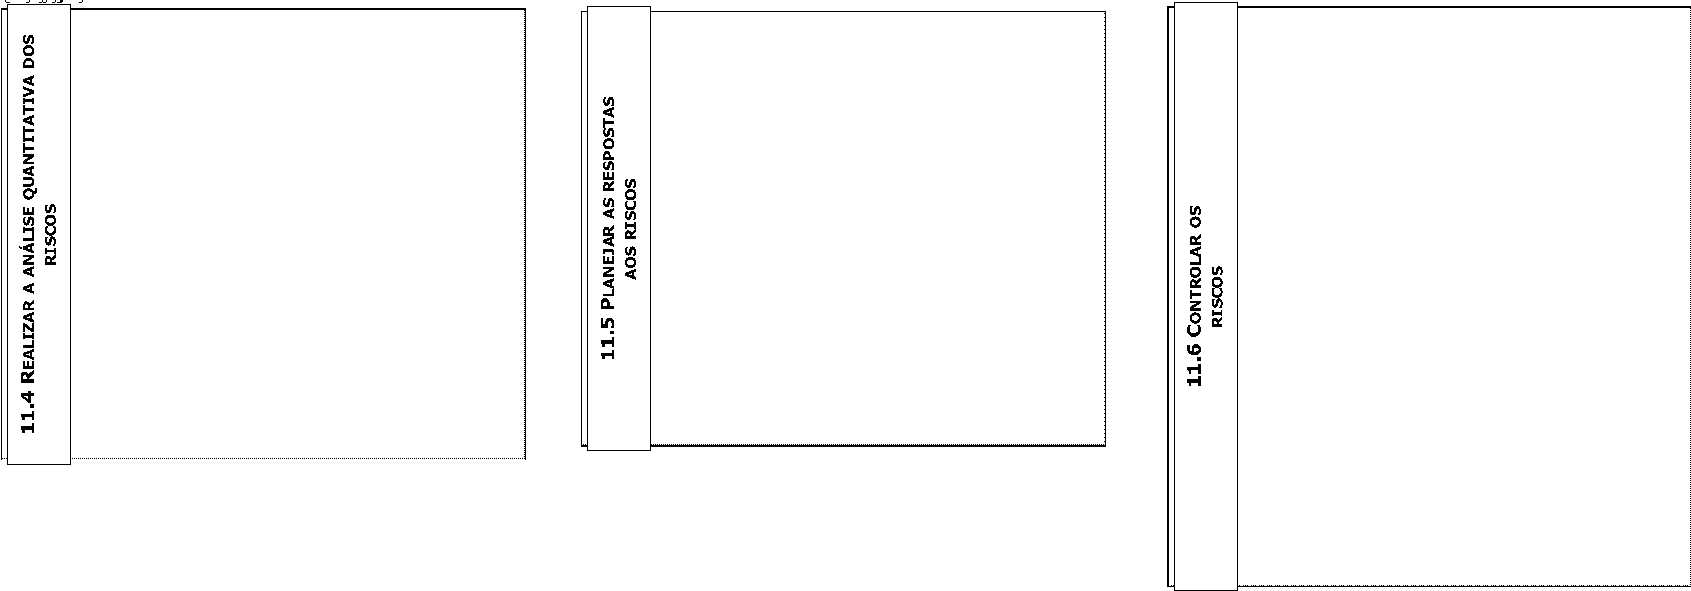 11.4 REALIZAR A ANÁLISE QUANTITATIVA DOS
RISCOS
11.5 PLANEJAR AS RESPOSTAS
AOS RISCOS
11.6 CONTROLAR OS
RISCOS